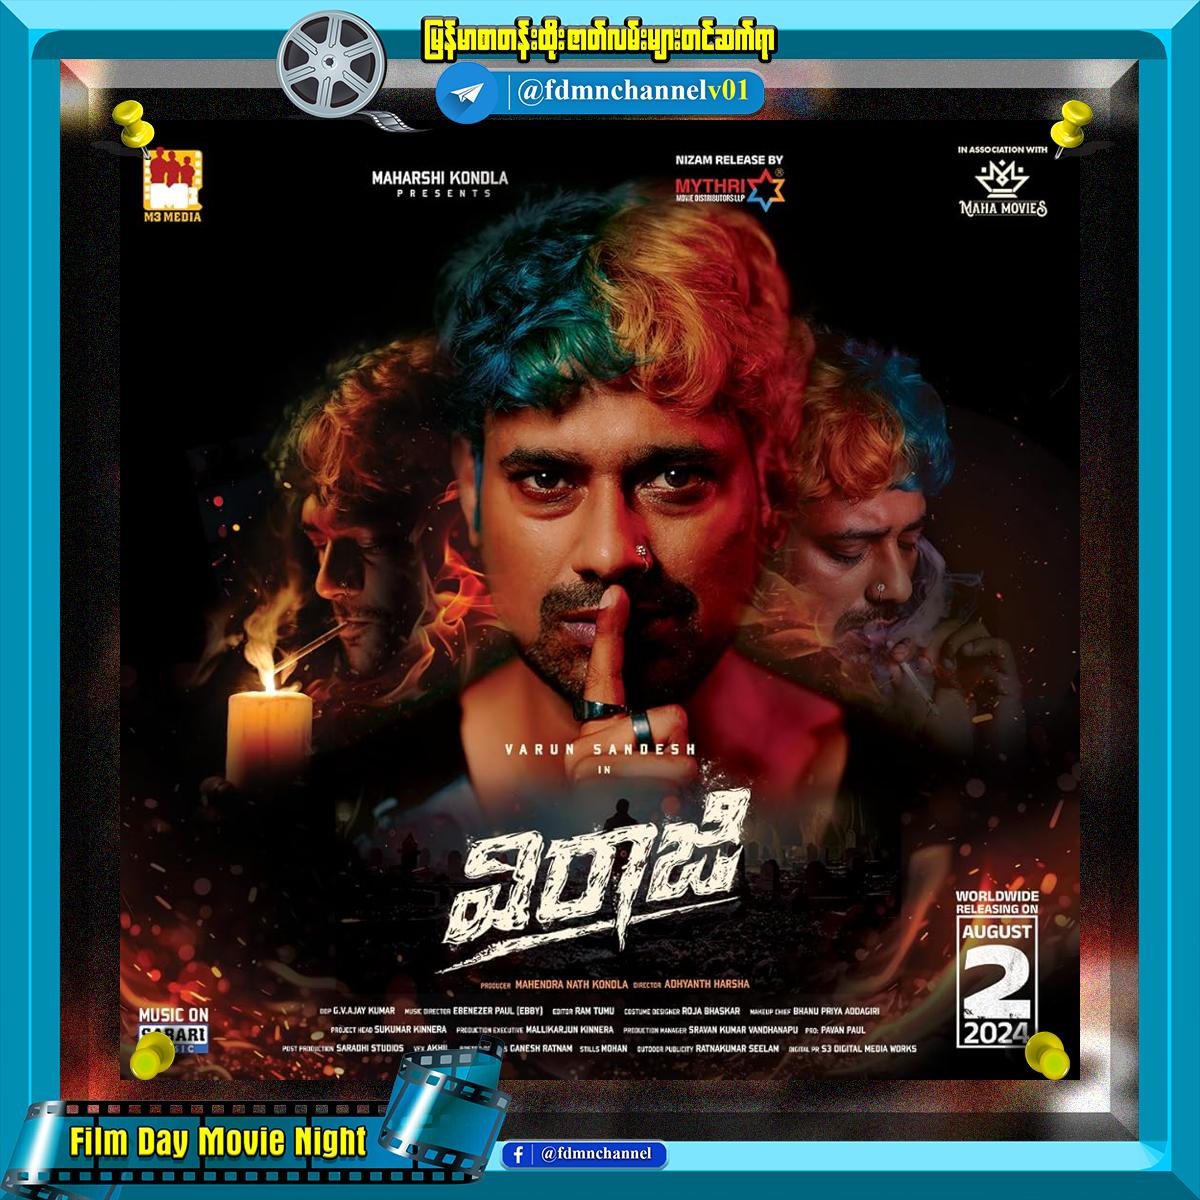 မြန်မာစာတန်းထိုး ဇာတ်လမ်းများတင်ဆက်ရာ
@fdmnchannelv01
M3 MEDIA
MAHARSHI KONDLA
PRESENTS
NIZAM RELEASE BY
MYTHRI
MOVIE DISTRIBUTORS LLP
IN ASSOCIATION WITH
MAHA MOVIES
VARUN SANDESH
IN
విరాజి
WORLDWIDE
RELEASING ON
AUGUST
2
2024
PRODUCER MAHENDRA NATH KONDLA DIRECTOR ADHYANTH HARSHA
DOP G.V.AJAY KUMAR MUSIC DIRECTOR EBENEZER PAUL (EBBY) EDITOR RAM TUMU COSTUME DESIGNER ROJA BHASKAR MAKEUP CHIEF BHANU PRIYA ADDAGIRI
PROJECT HEAD SUKUMAR KINNERA PRODUCTION EXECUTIVE MALLIKARJUN KINNERA PRODUCTION MANAGER SRAVAN KUMAR VANDHANAPU PRO: PAVAN PAUL
POST PRODUCTION SARADHI STUDIOS VFX AKHIL GANESH RATNAM STILLS MOHAN OUTDOOR PUBLICITY RATNAKUMAR SEELAM DIGITAL PR S3 DIGITAL MEDIA WORKS
MUSIC ON
SABARI
Film Day Movie Night
@fdmnchannel